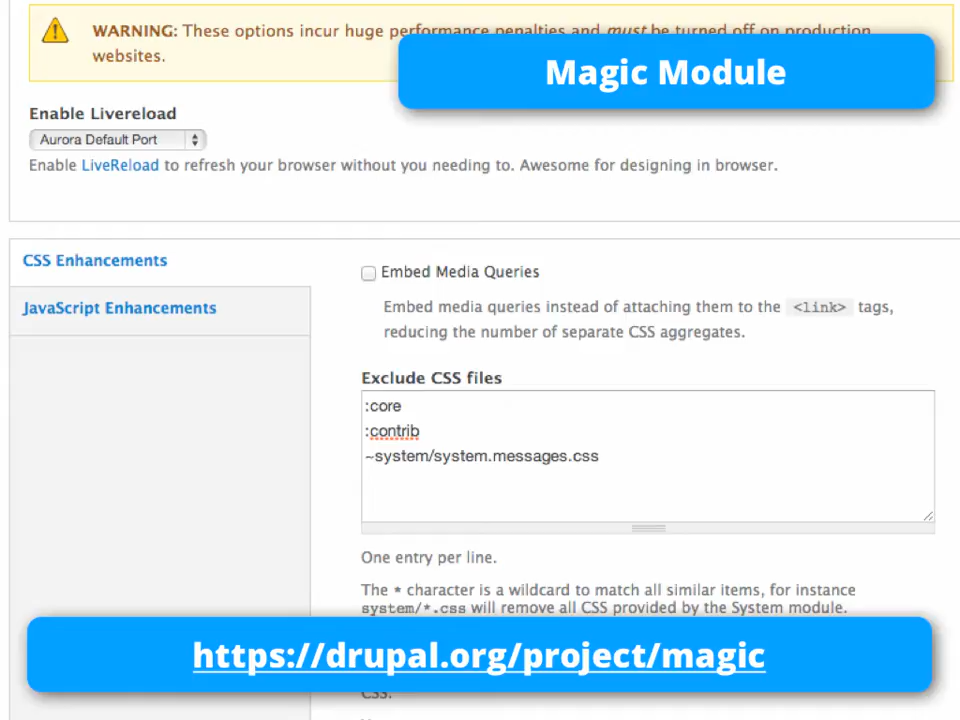 WARNING: These options incur huge performance penalties and must be turned off on production
websites.
Magic Module
Enable Livereload
Aurora Default Port
Enable LiveReload to refresh your browser without you needing to. Awesome for designing in browser.
CSS Enhancements
JavaScript Enhancements
Embed Media Queries
Embed media queries instead of attaching them to the <link> tags,
reducing the number of separate CSS aggregates.
Exclude CSS files
:core
:contrib
~system/system.messages.css
One entry per line.
The * character is a wildcard to match all similar items, for instance
system/*.css will remove all CSS provided by the System module.
https://drupal.org/project/magic
CSS.